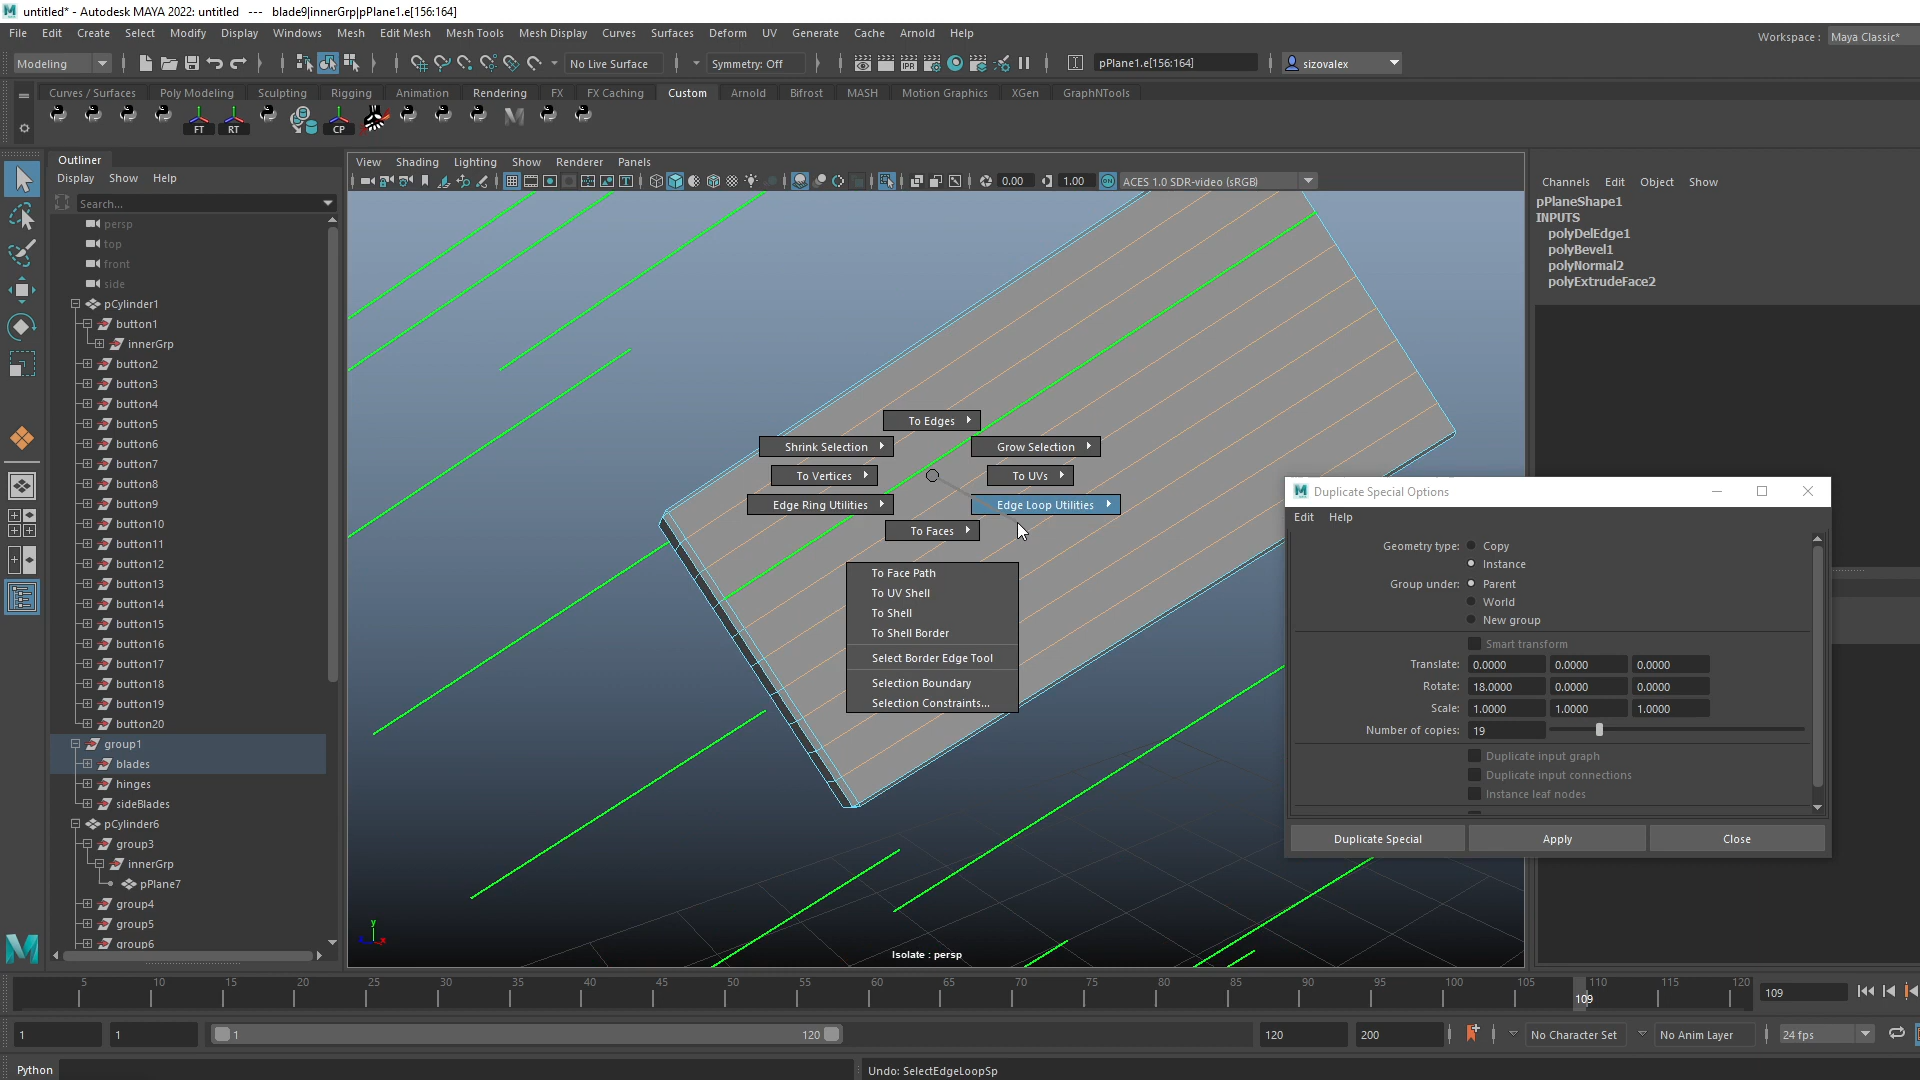 untitled* - Autodesk MAYA 2022: untitled --- blade9|innerGrp|pPlane1.e[156:164]
File Edit Create Select Modify Display Windows Mesh Edit Mesh Mesh Tools Mesh Display Curves Surfaces Deform UV Generate Cache Arnold Help
Workspace : Maya Classic*
Modeling No Live Surface Symmetry: Off IPR pPlane1.e[156:164] sizovalex
Curves / Surfaces Poly Modeling Sculpting Rigging Animation Rendering FX FX Caching Custom Arnold Bifrost MASH Motion Graphics XGen GraphNTools
FT RT CP
Outliner
Display Show Help
Search...
persp
top
front
side
pCylinder1
button1
innerGrp
button2
button3
button4
button5
button6
button7
button8
button9
button10
button11
button12
button13
button14
button15
button16
button17
button18
button19
button20
group1
blades
hinges
sideBlades
pCylinder6
group3
innerGrp
pPlane7
group4
group5
group6
View Shading Lighting Show Renderer Panels
0.00 1.00 ACES 1.0 SDR-video (sRGB)
To Edges
Shrink Selection Grow Selection
To Vertices To UVs
Edge Ring Utilities Edge Loop Utilities
To Faces
To Face Path
To UV Shell
To Shell
To Shell Border
Select Border Edge Tool
Selection Boundary
Selection Constraints...
y
x
Isolate : persp
Channels Edit Object Show
pPlaneShape1
INPUTS
polyDelEdge1
polyBevel1
polyNormal2
polyExtrudeFace2
Duplicate Special Options
Edit Help
Geometry type: Copy
Instance
Group under: Parent
World
New group
Smart transform
Translate: 0.0000 0.0000 0.0000
Rotate: 18.0000 0.0000 0.0000
Scale: 1.0000 1.0000 1.0000
Number of copies: 19
Duplicate input graph
Duplicate input connections
Instance leaf nodes
Duplicate Special Apply Close
5 10 15 20 25 30 35 40 45 50 55 60 65 70 75 80 85 90 95 100 105 110 115 120
109 109
1 1 1 120 120 200 No Character Set No Anim Layer 24 fps
Python Undo: SelectEdgeLoopSp